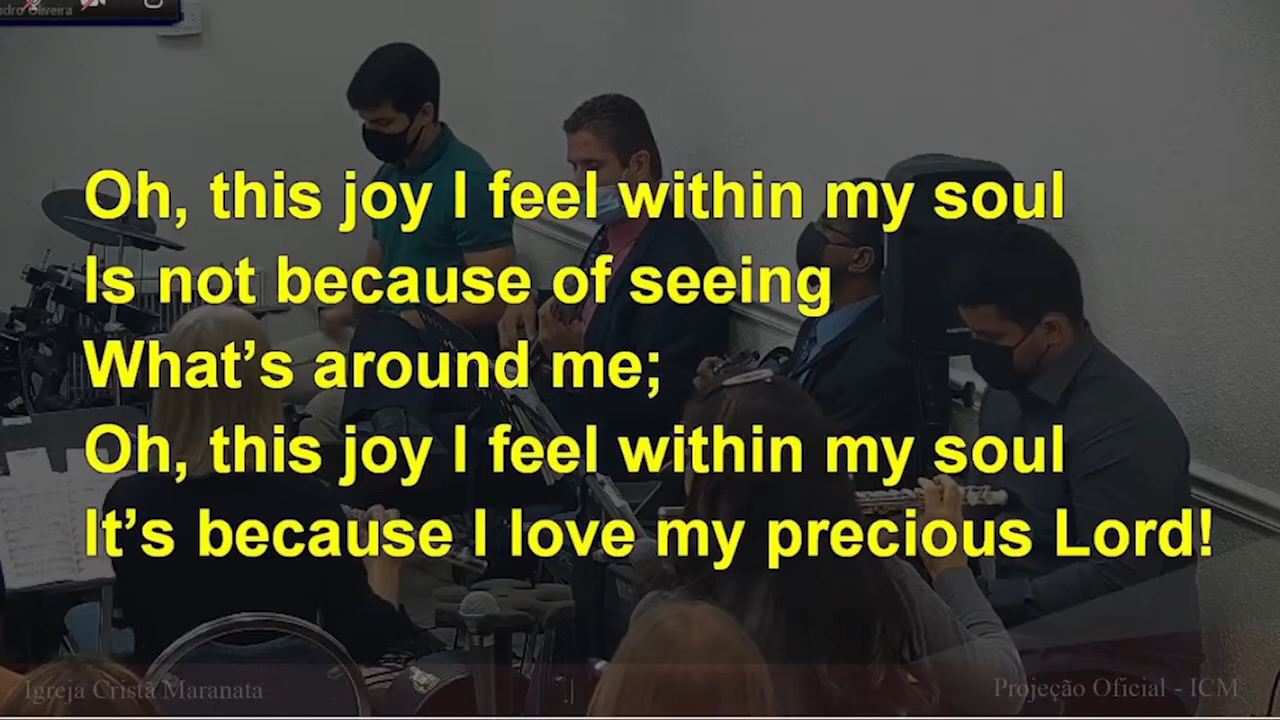 Oliveira
Oh, this joy I feel within my soul
Is not because of seeing
What’s around me;
Oh, this joy I feel within my soul
It’s because I love my precious Lord!
Igreja Cristã Maranata
Projeção Oficial - ICM